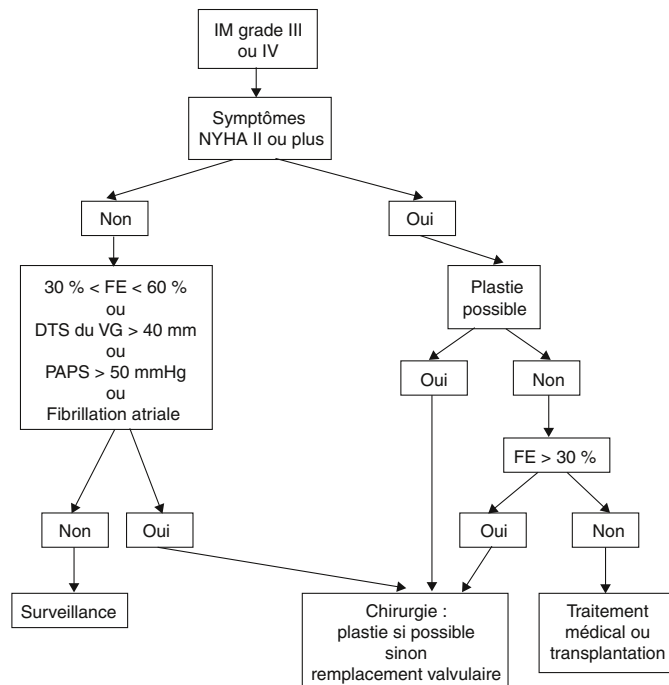 IM grade III
ou IV
Symptômes
NYHA II ou plus
Non
Oui
30 % < FE < 60 %
ou
DTS du VG > 40 mm
ou
PAPS > 50 mmHg
ou
Fibrillation atriale
Plastie
possible
Oui
Non
FE > 30 %
Non
Oui
Oui
Non
Surveillance
Chirurgie :
plastie si possible
sinon
remplacement valvulaire
Traitement
médical ou
transplantation